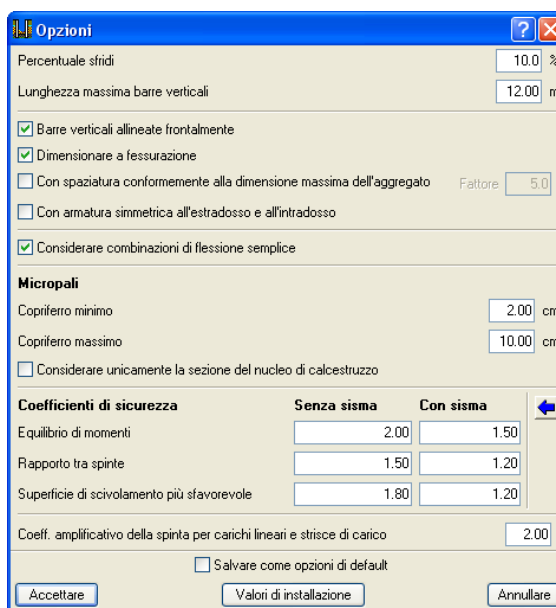 Opzioni
Percentuale sfridi 10.0 %
Lunghezza massima barre verticali 12.00 m
Barre verticali allineate frontalmente
Dimensionare a fessurazione
Con spaziatura conformemente alla dimensione massima dell'aggregato Fattore 5.0
Con armatura simmetrica all'estradosso e all'intradosso
Considerare combinazioni di flessione semplice
Micropali
Copriferro minimo 2.00 cm
Copriferro massimo 10.00 cm
Considerare unicamente la sezione del nucleo di calcestruzzo
Coefficienti di sicurezza Senza sisma Con sisma
Equilibrio di momenti 2.00 1.50
Rapporto tra spinte 1.50 1.20
Superficie di scivolamento più sfavorevole 1.80 1.20
Coeff. amplificativo della spinta per carichi lineari e strisce di carico 2.00
Salvare come opzioni di default
Accettare Valori di installazione Annullare